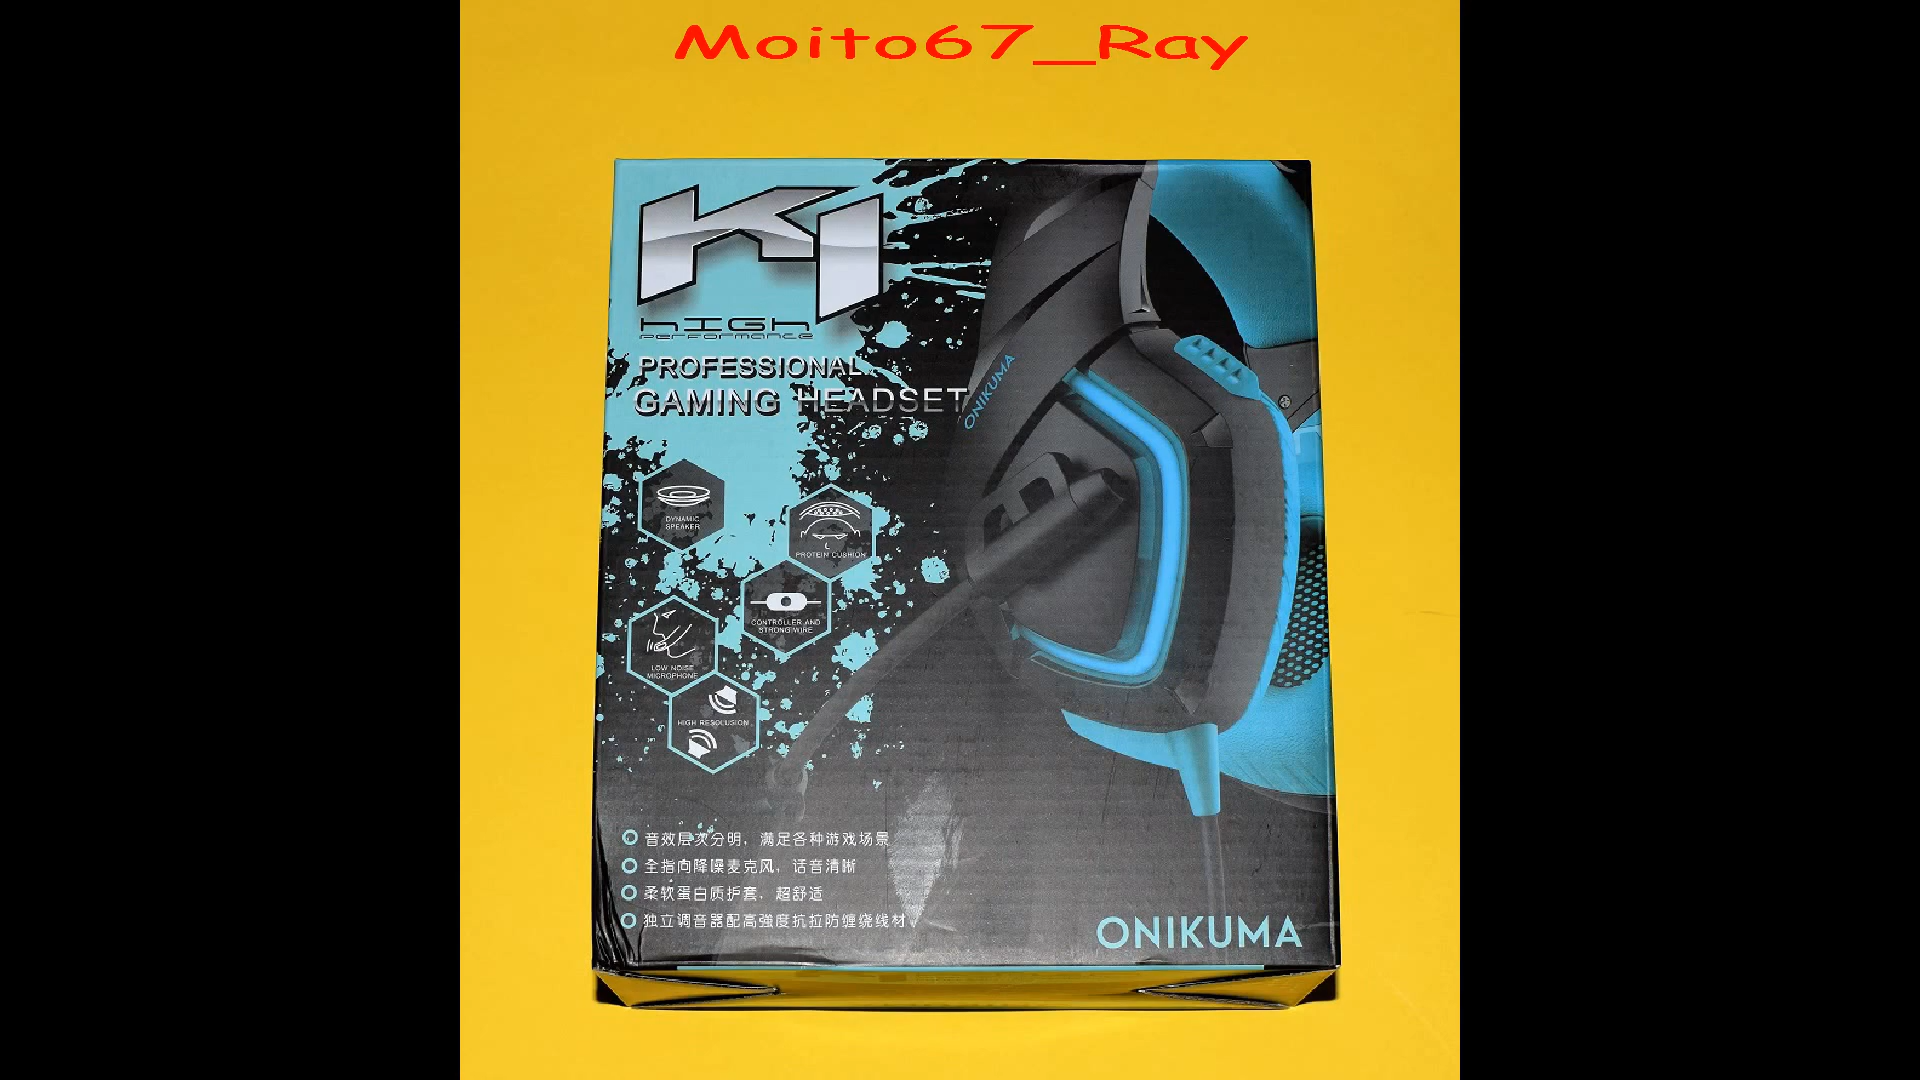 Moito67_Ray
K1
HIGH
PERFORMANCE
PROFESSIONAL
GAMING HEADSET
ONIKUMA
DYNAMIC
SPEAKER
PROTEIN CUSHION
CONTROLLER AND
STRONG WIRE
LOW NOISE
MICROPHONE
HIGH RESOLUSION
音效层次分明，满足各种游戏场景
全指向降噪麦克风，话音清晰
柔软蛋白质护套，超舒适
独立调音器配高強度抗拉防缠绕线材
ONIKUMA